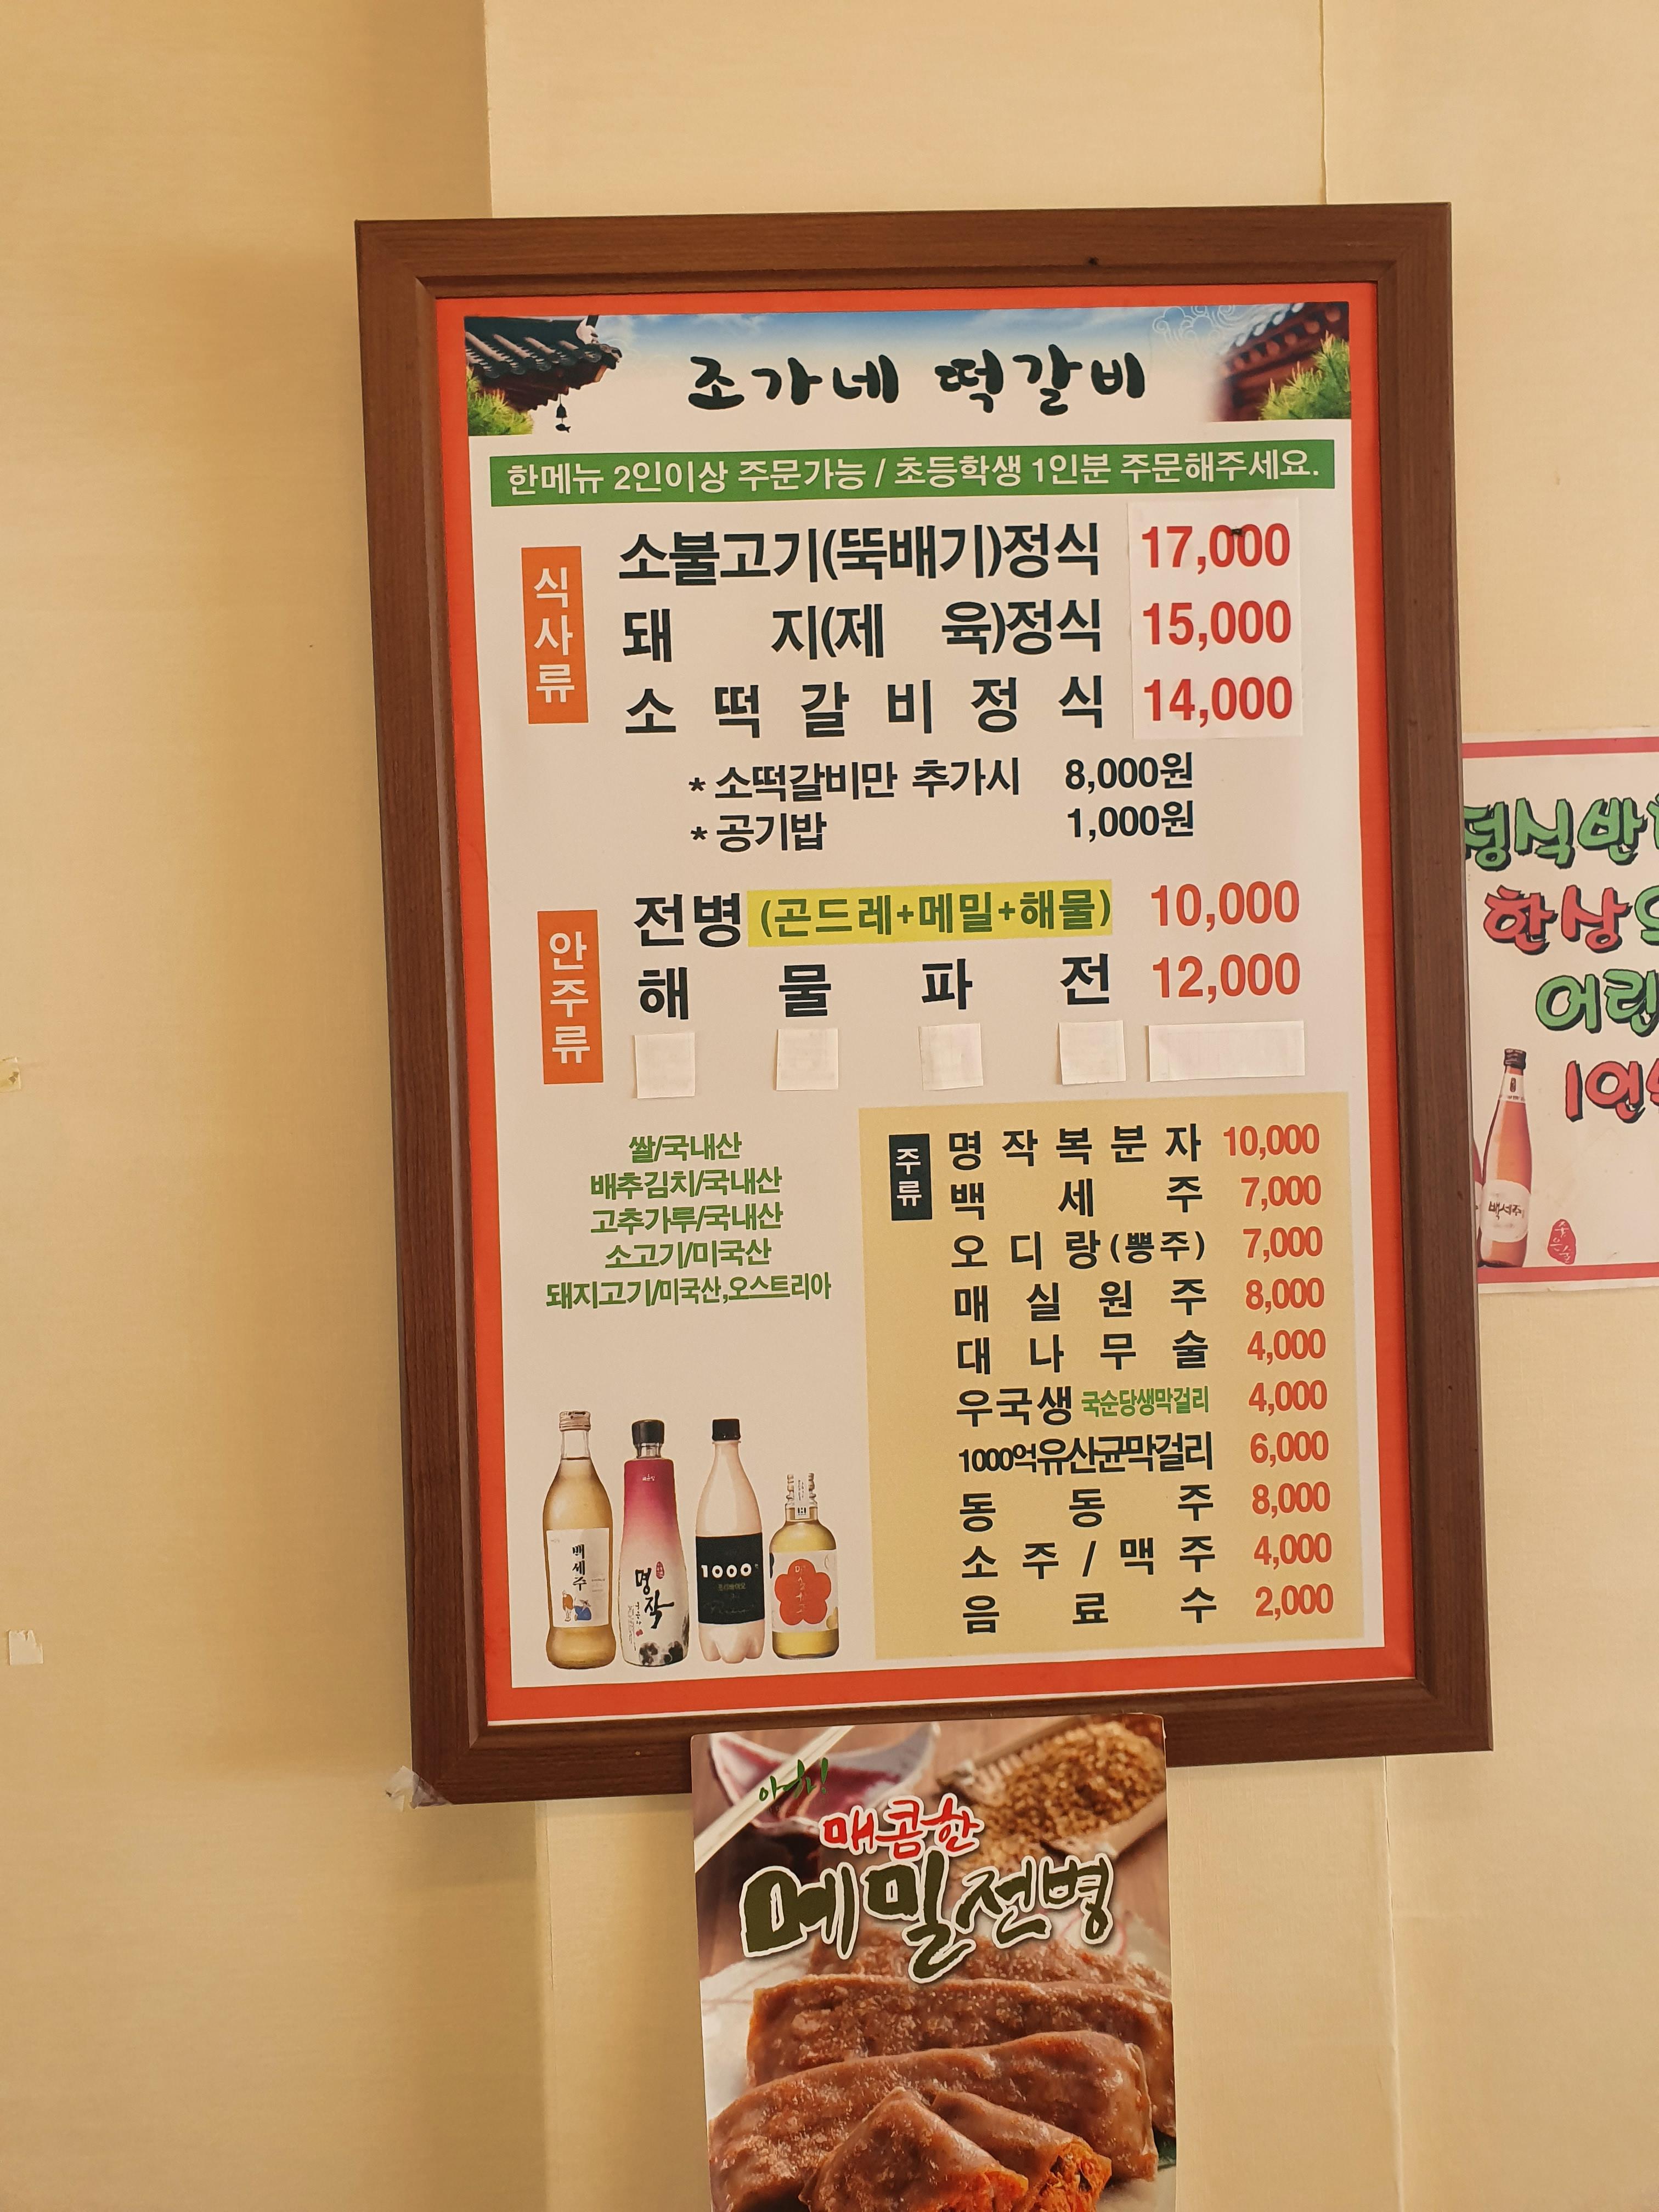 조가네 떡갈비
한메뉴 2인이상 주문가능 / 초등학생 1인분 주문해주세요.
식사류
소불고기(뚝배기)정식 17,000
돼지(제육)정식 15,000
소떡갈비정식 14,000
* 소떡갈비만 추가시 8,000원
* 공기밥 1,000원
안주류
전병 (곤드레+메밀+해물) 10,000
해물파전 12,000
쌀/국내산
배추김치/국내산
고추가루/국내산
소고기/미국산
돼지고기/미국산,오스트리아
주류
명작복분자 10,000
백세주 7,000
오디랑(뽕주) 7,000
매실원주 8,000
대나무술 4,000
우국생 국순당생막걸리 4,000
1000억유산균막걸리 6,000
동동주 8,000
소주/맥주 4,000
음료수 2,000
백세주
명작
1000
정식반
한상
어린
1인
백세주
매콤한
메밀전병